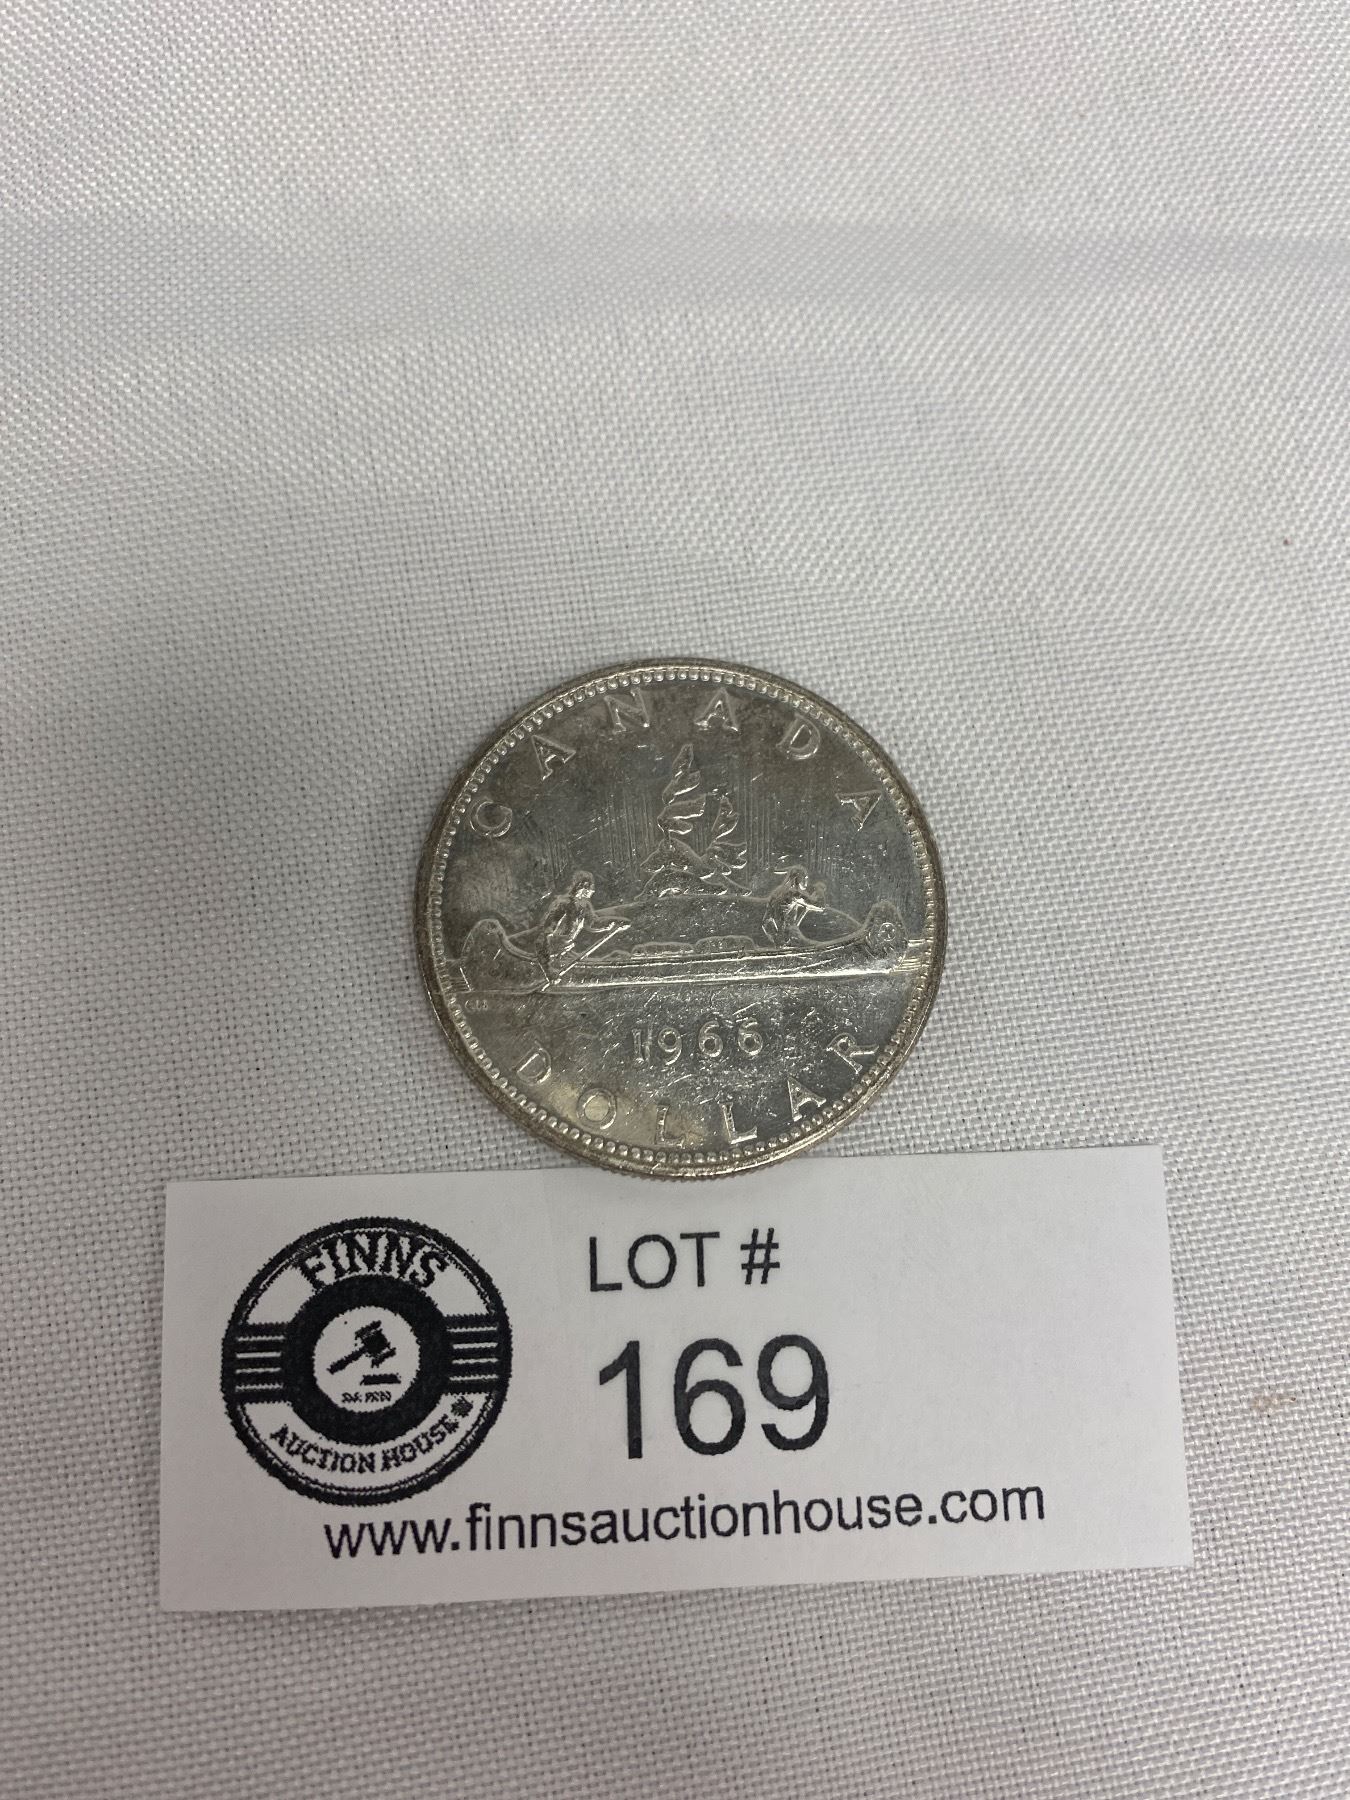 CANADA
1966
DOLLAR
FINNS
AUCTION HOUSE
LOT #
169
www.finnsauctionhouse.com